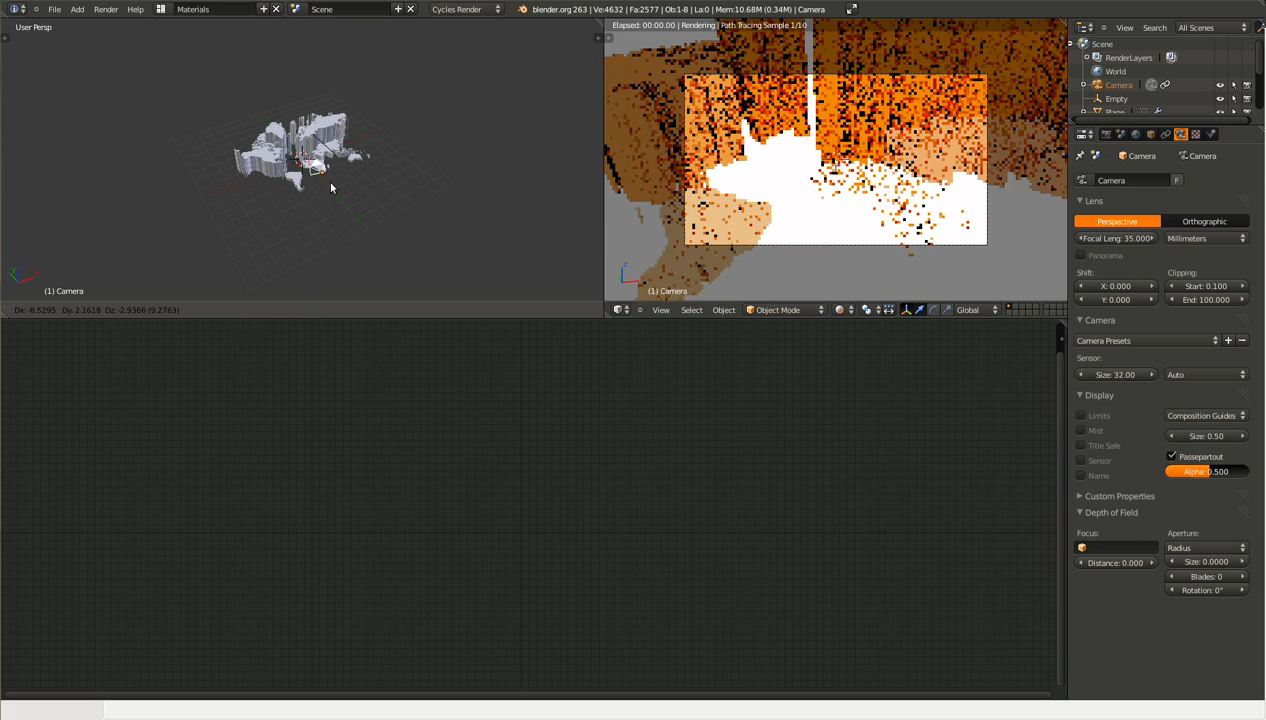 File Add Render Help Materials Scene Cycles Render blender.org 263 | Ve:4632 | Fa:2577 | Ob:1-8 | La:0 | Mem:10.68M (0.34M) | Camera
User Persp
(1) Camera
Dx: -8.5295 Dy: 2.1618 Dz: -2.9366 (9.2763)
Elapsed: 00:00.00 | Rendering | Path Tracing Sample 1/10
(1) Camera
View Select Object Object Mode Global
View Search All Scenes
Scene
RenderLayers
World
Camera
Empty
Plane
Camera Camera
Camera F
Lens
Perspective Orthographic
Focal Len: 35.000 Millimeters
Panorama
Shift: Clipping:
X: 0.000 Start: 0.100
Y: 0.000 End: 100.000
Camera
Camera Presets
Sensor:
Size: 32.00 Auto
Display
Limits Composition Guides
Mist Size: 0.50
Title Safe Passepartout
Sensor Alpha: 0.500
Name
Custom Properties
Depth of Field
Focus: Aperture:
Radius
Distance: 0.000 Size: 0.0000
Blades: 0
Rotation: 0°